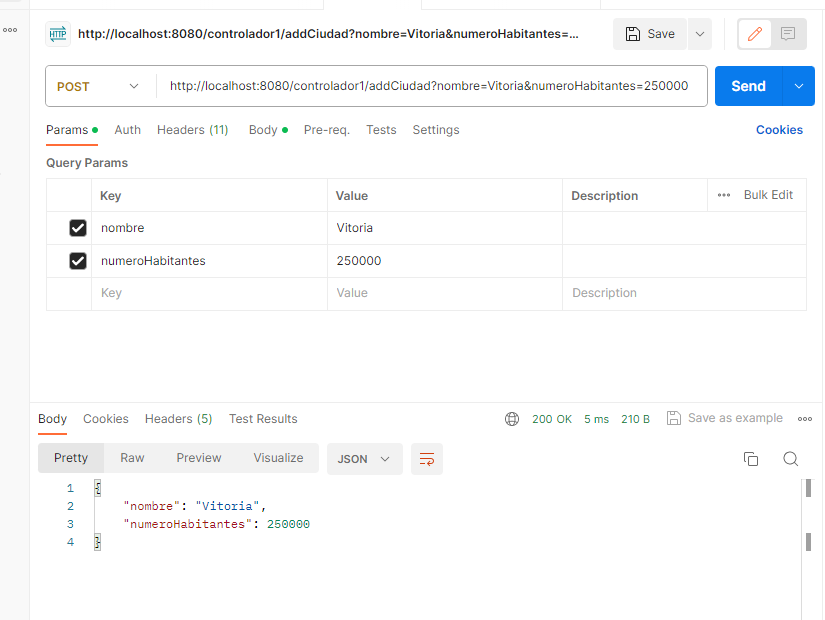 HTTP http://localhost:8080/controlador1/addCiudad?nombre=Vitoria&numeroHabitantes=... Save
POST http://localhost:8080/controlador1/addCiudad?nombre=Vitoria&numeroHabitantes=250000 Send
Params Auth Headers (11) Body Pre-req. Tests Settings Cookies
Query Params
Key Value Description Bulk Edit
nombre Vitoria
numeroHabitantes 250000
Key Value Description
Body Cookies Headers (5) Test Results 200 OK 5 ms 210 B Save as example
Pretty Raw Preview Visualize JSON
1 {
2 "nombre": "Vitoria",
3 "numeroHabitantes": 250000
4 }